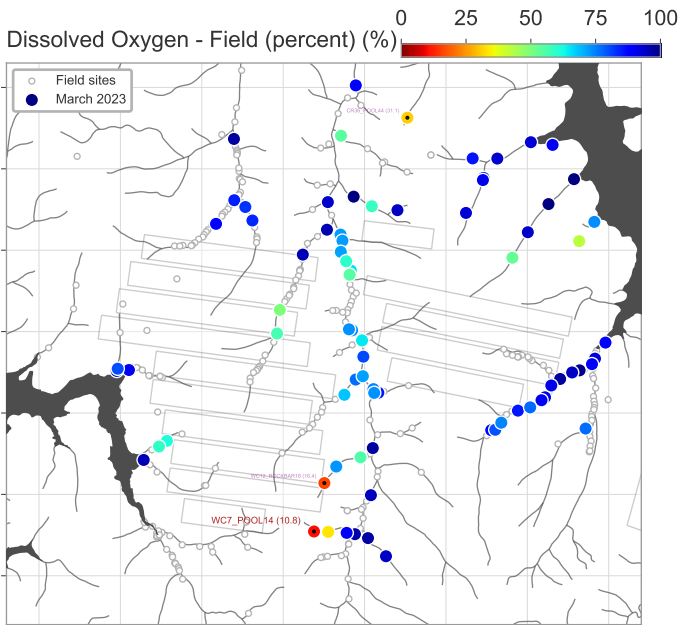 0 25 50 75 100
Dissolved Oxygen - Field (percent) (%)
Field sites
March 2023
WC7_POOL14 (10.8)